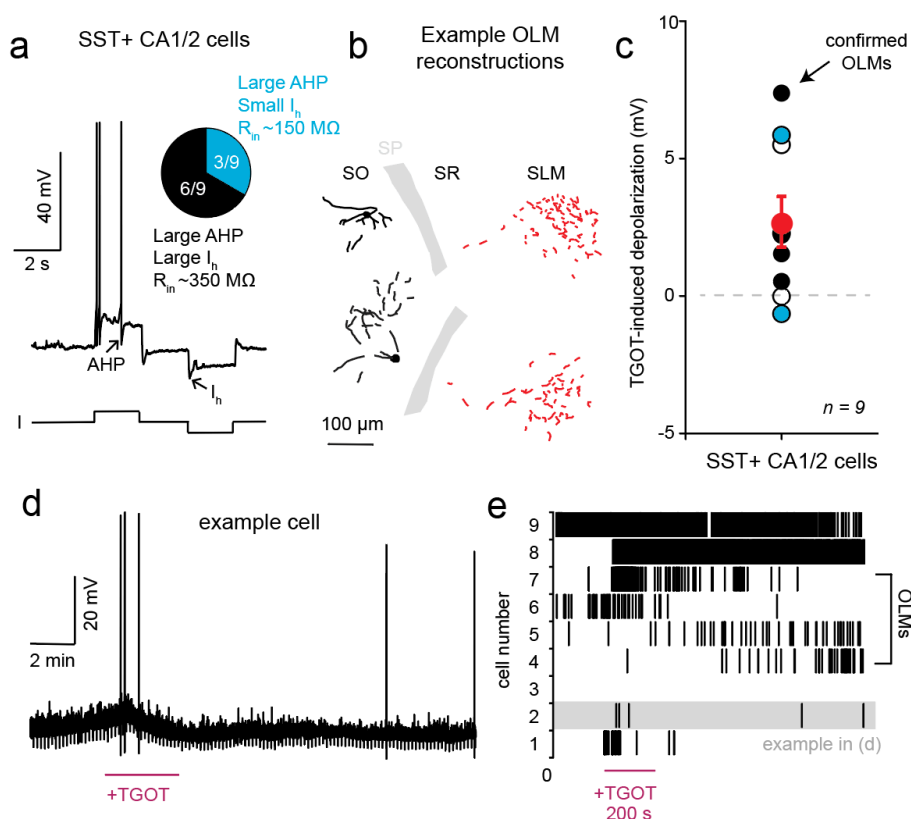 a
SST+ CA1/2 cells
Large AHP
Small Ih
Rin ~150 MΩ
3/9
6/9
Large AHP
Large Ih
Rin ~350 MΩ
40 mV
2 s
AHP
Ih
I
b
Example OLM
reconstructions
SP
SO
SR
SLM
100 µm
c
TGOT-induced depolarization (mV)
10
5
0
-5
confirmed
OLMs
n = 9
SST+ CA1/2 cells
d
example cell
20 mV
2 min
+TGOT
e
cell number
9
8
7
6
5
4
3
2
1
0
OLMs
example in (d)
+TGOT
200 s